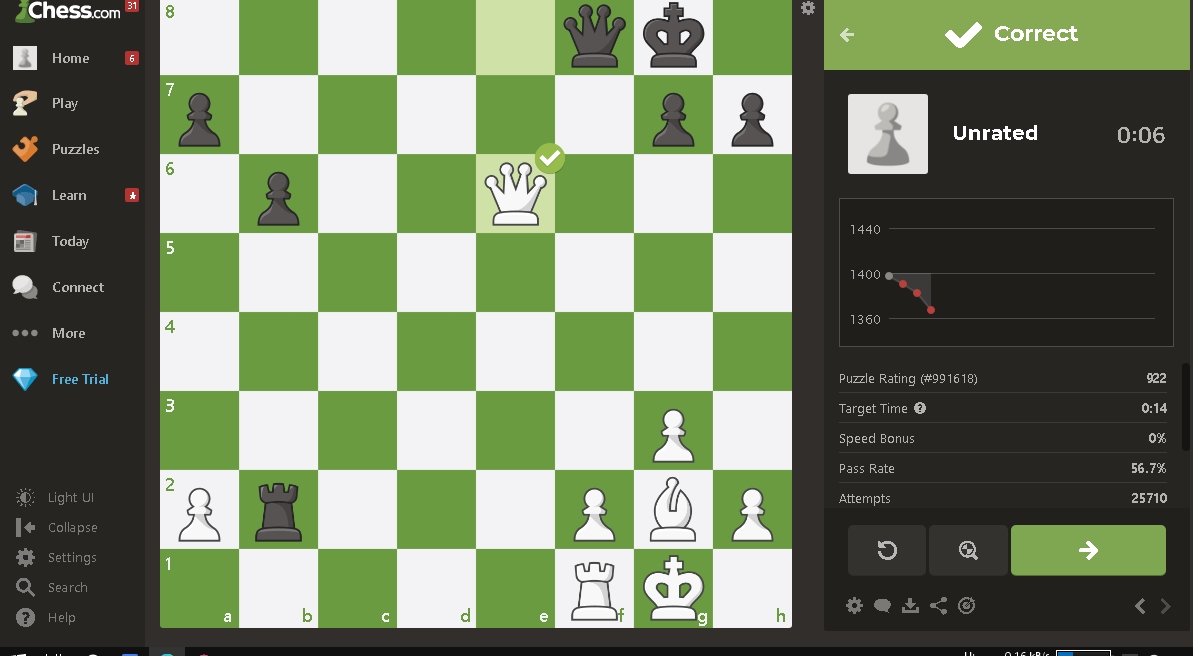 Chess.com 31
Home 6
Play
Puzzles
Learn
Today
Connect
More
Free Trial
Light UI
Collapse
Settings
Search
Help
8
7
6
5
4
3
2
1
a b c d e f g h
Correct
Unrated 0:06
1440
1400
1360
Puzzle Rating (#991618) 922
Target Time ? 0:14
Speed Bonus 0%
Pass Rate 56.7%
Attempts 25710